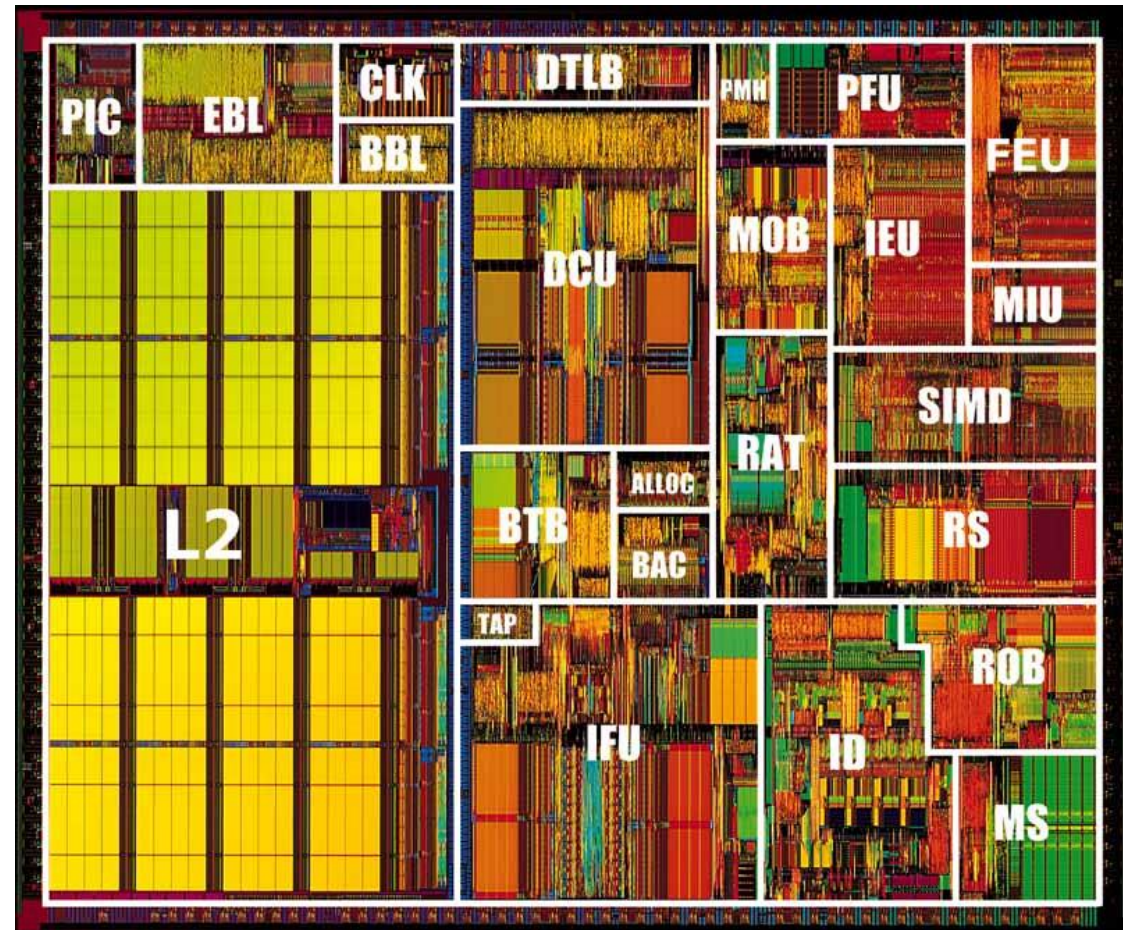 PIC
EBL
CLK
BBL
DTLB
PMH
PFU
FEU
DCU
MOB
IEU
MIU
SIMD
RAT
L2
BTB
ALLOC
BAC
RS
TAP
IFU
ID
ROB
MS